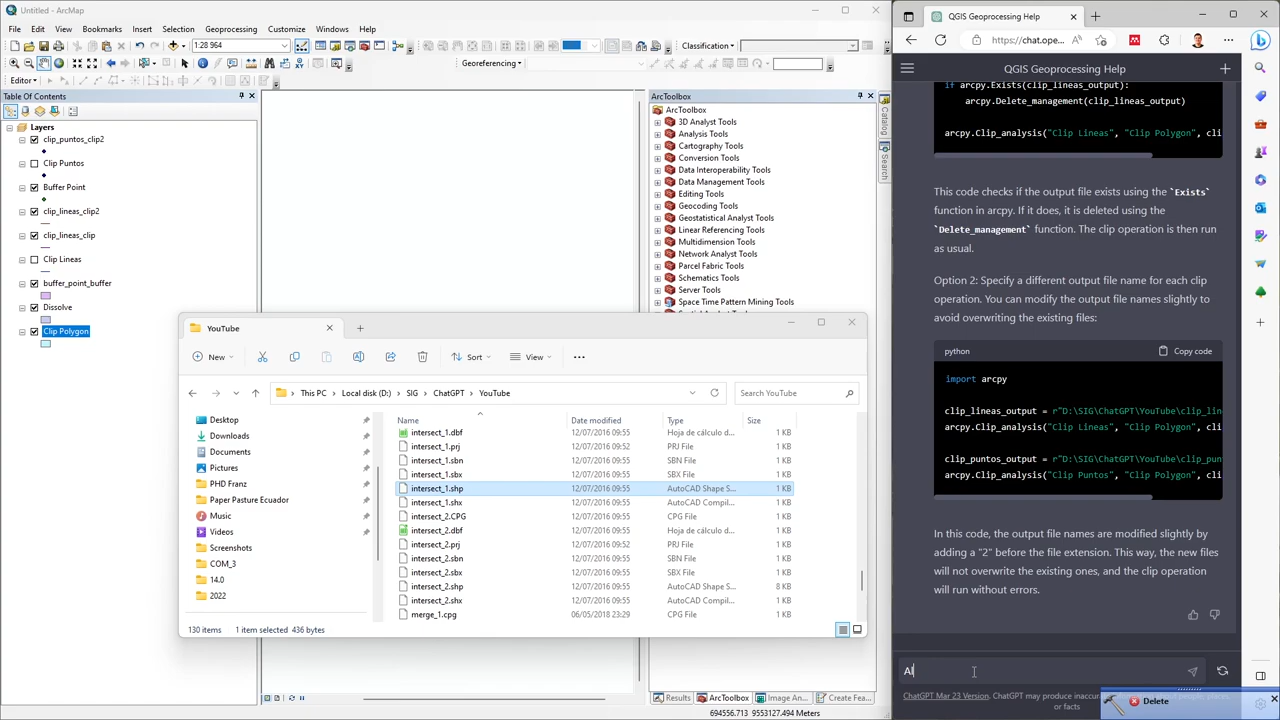 Untitled - ArcMap
File Edit View Bookmarks Insert Selection Geoprocessing Customize Windows Help
1:28 964
Classification
Editor
Georeferencing
Table Of Contents
Layers
clip_puntos_clip2
Clip Puntos
Buffer Point
clip_lineas_clip2
clip_lineas_clip
Clip Lineas
buffer_point_buffer
Dissolve
Clip Polygon
ArcToolbox
ArcToolbox
3D Analyst Tools
Analysis Tools
Cartography Tools
Conversion Tools
Data Interoperability Tools
Data Management Tools
Editing Tools
Geocoding Tools
Geostatistical Analyst Tools
Linear Referencing Tools
Multidimension Tools
Network Analyst Tools
Parcel Fabric Tools
Schematics Tools
Server Tools
Space Time Pattern Mining Tools
Catalog
Search
YouTube
New
Sort
View
This PC > Local disk (D:) > SIG > ChatGPT > YouTube
Search YouTube
Desktop
Downloads
Documents
Pictures
PHD Franz
Paper Pasture Ecuador
Music
Videos
Screenshots
COM_3
14.0
2022
Name Date modified Type Size
intersect_1.dbf 12/07/2016 09:55 Hoja de cálculo d... 1 KB
intersect_1.prj 12/07/2016 09:52 PRJ File 1 KB
intersect_1.sbn 12/07/2016 09:55 SBN File 1 KB
intersect_1.sbx 12/07/2016 09:55 SBX File 1 KB
intersect_1.shp 12/07/2016 09:55 AutoCAD Shape S... 1 KB
intersect_1.shx 12/07/2016 09:55 AutoCAD Compil... 1 KB
intersect_2.CPG 12/07/2016 09:55 CPG File 1 KB
intersect_2.dbf 12/07/2016 09:55 Hoja de cálculo d... 1 KB
intersect_2.prj 12/07/2016 09:52 PRJ File 1 KB
intersect_2.sbn 12/07/2016 09:55 SBN File 1 KB
intersect_2.sbx 12/07/2016 09:55 SBX File 1 KB
intersect_2.shp 12/07/2016 09:55 AutoCAD Shape S... 8 KB
intersect_2.shx 12/07/2016 09:55 AutoCAD Compil... 1 KB
merge_1.cpg 06/05/2018 23:29 CPG File 1 KB
130 items 1 item selected 436 bytes
Results ArcToolbox Image An... Create Fea...
694556.713 9553127.494 Meters
QGIS Geoprocessing Help
https://chat.ope...
QGIS Geoprocessing Help
if arcpy.Exists(clip_lineas_output):
arcpy.Delete_management(clip_lineas_output)
arcpy.Clip_analysis("Clip Lineas", "Clip Polygon", cli
This code checks if the output file exists using the `Exists`
function in arcpy. If it does, it is deleted using the
`Delete_management` function. The clip operation is then run
as usual.
Option 2: Specify a different output file name for each clip
operation. You can modify the output file names slightly to
avoid overwriting the existing files:
python Copy code
import arcpy
clip_lineas_output = r"D:\SIG\ChatGPT\YouTube\clip_lin
arcpy.Clip_analysis("Clip Lineas", "Clip Polygon", cli
clip_puntos_output = r"D:\SIG\ChatGPT\YouTube\clip_pun
arcpy.Clip_analysis("Clip Puntos", "Clip Polygon", cli
In this code, the output file names are modified slightly by
adding a "2" before the file extension. This way, the new files
will not overwrite the existing ones, and the clip operation
will run without errors.
Al
ChatGPT Mar 23 Version. ChatGPT may produce inaccur
or facts
Delete